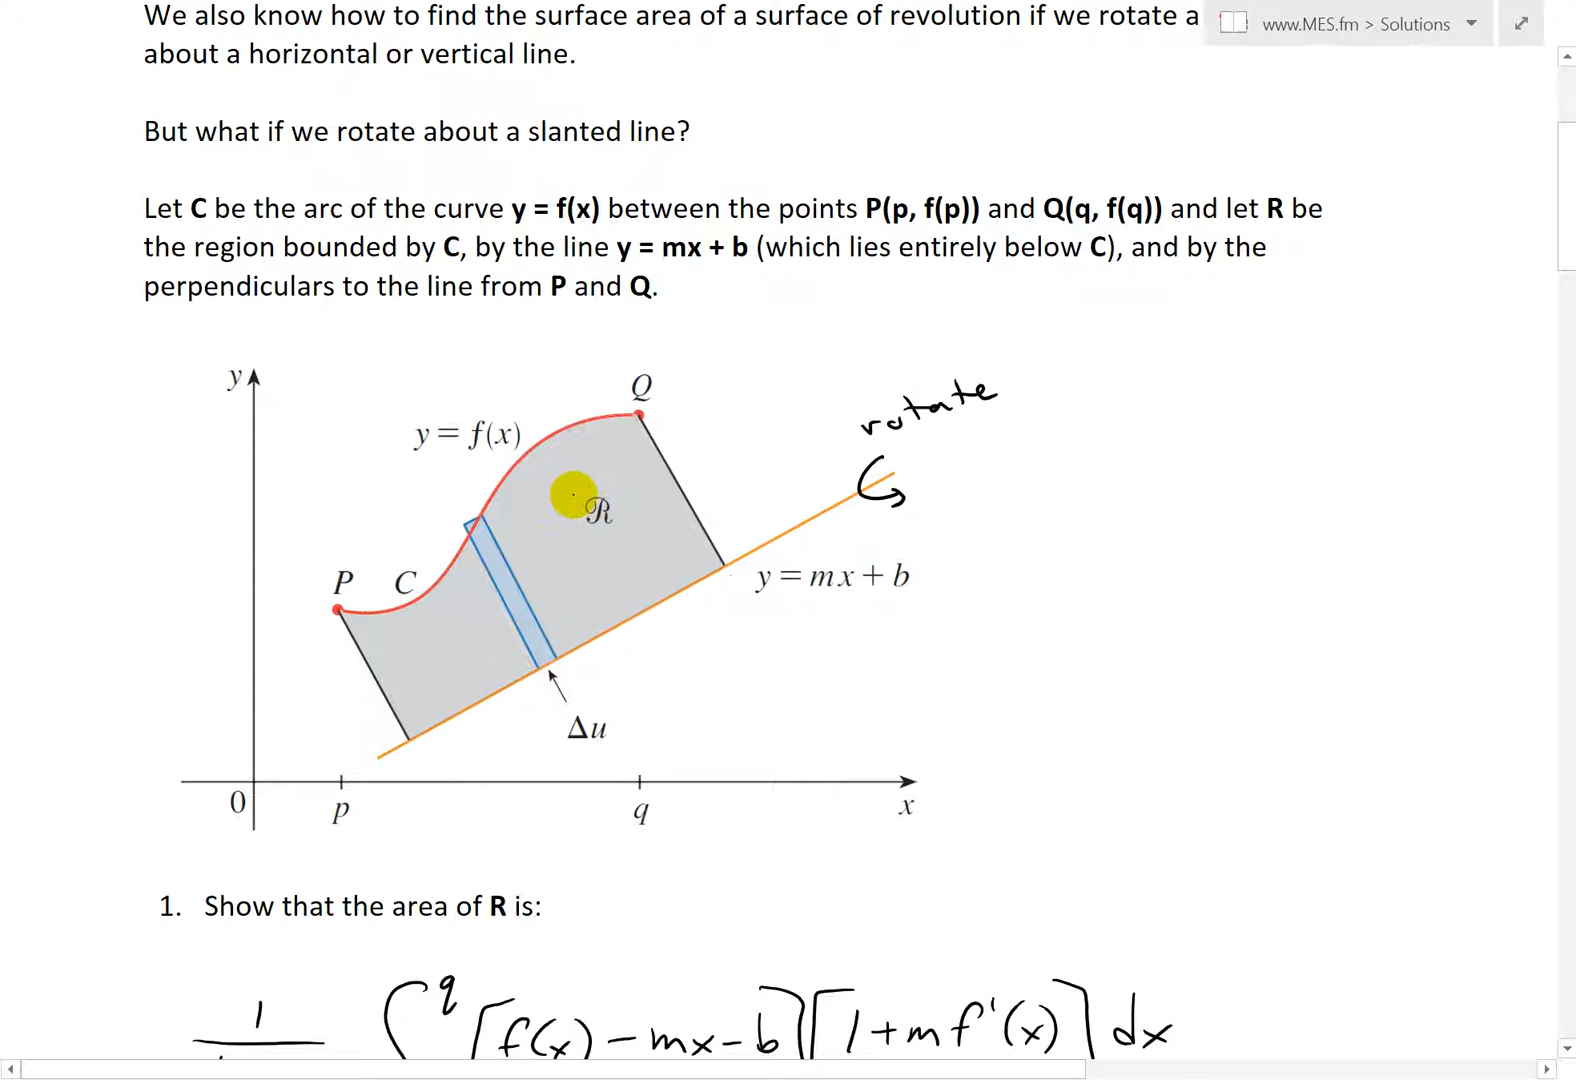 We also know how to find the surface area of a surface of revolution if we rotate a
www.MES.fm > Solutions
about a horizontal or vertical line.
But what if we rotate about a slanted line?
Let C be the arc of the curve y = f(x) between the points P(p, f(p)) and Q(q, f(q)) and let R be
the region bounded by C, by the line y = mx + b (which lies entirely below C), and by the
perpendiculars to the line from P and Q.
y
Q
rotate
y = f(x)
ℛ
P C
y = mx + b
Δu
0
p
q
x
1. Show that the area of R is:
1 ∫^q [f(x) - mx - b][1 + m f'(x)] dx